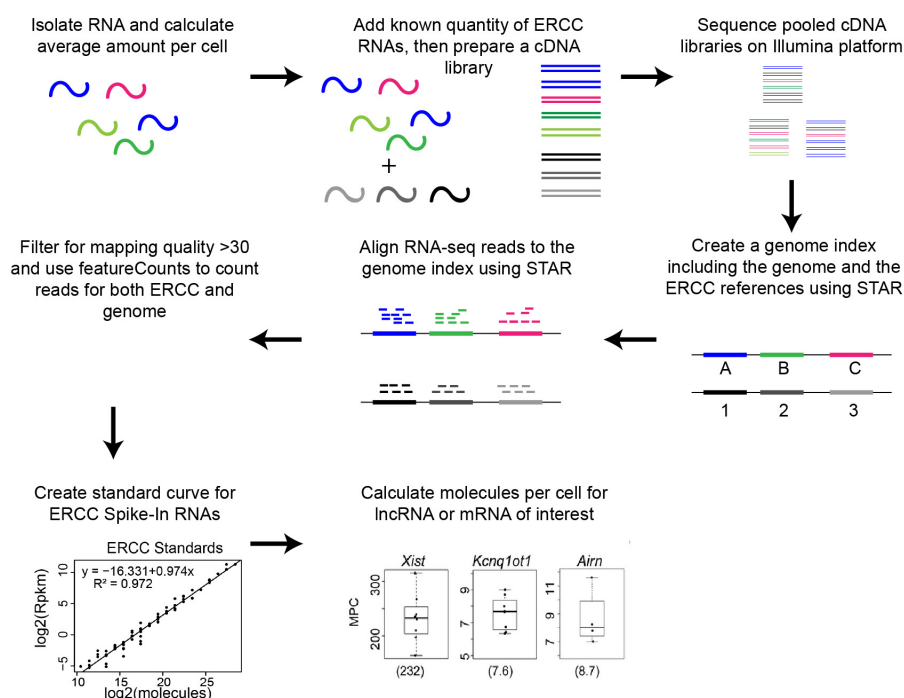 Isolate RNA and calculate
average amount per cell
Add known quantity of ERCC
RNAs, then prepare a cDNA
library
+
Sequence pooled cDNA
libraries on Illumina platform
Create a genome index
including the genome and the
ERCC references using STAR
A B C
1 2 3
Align RNA-seq reads to the
genome index using STAR
Filter for mapping quality >30
and use featureCounts to count
reads for both ERCC and
genome
Create standard curve for
ERCC Spike-In RNAs
ERCC Standards
y = −16.331+0.974x
R² = 0.972
log2(Rpkm)
10
5
0
−5
10 15 20 25
log2(molecules)
Calculate molecules per cell for
lncRNA or mRNA of interest
Xist Kcnq1ot1 Airn
MPC
300
200
9
8
7
6
5
11
9
7
(232) (7.6) (8.7)